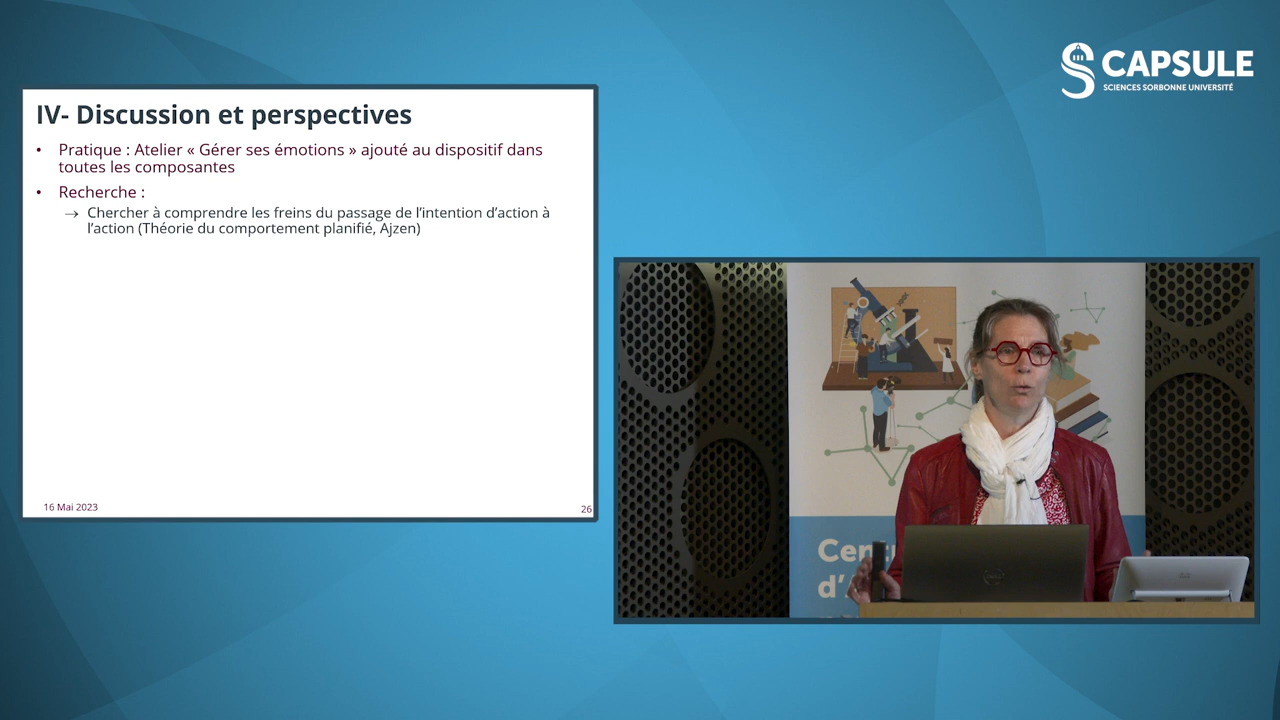 CAPSULE
SCIENCES SORBONNE UNIVERSITÉ
IV- Discussion et perspectives
• Pratique : Atelier « Gérer ses émotions » ajouté au dispositif dans
toutes les composantes
• Recherche :
→ Chercher à comprendre les freins du passage de l'intention d'action à
l'action (Théorie du comportement planifié, Ajzen)
16 Mai 2023
26
d'